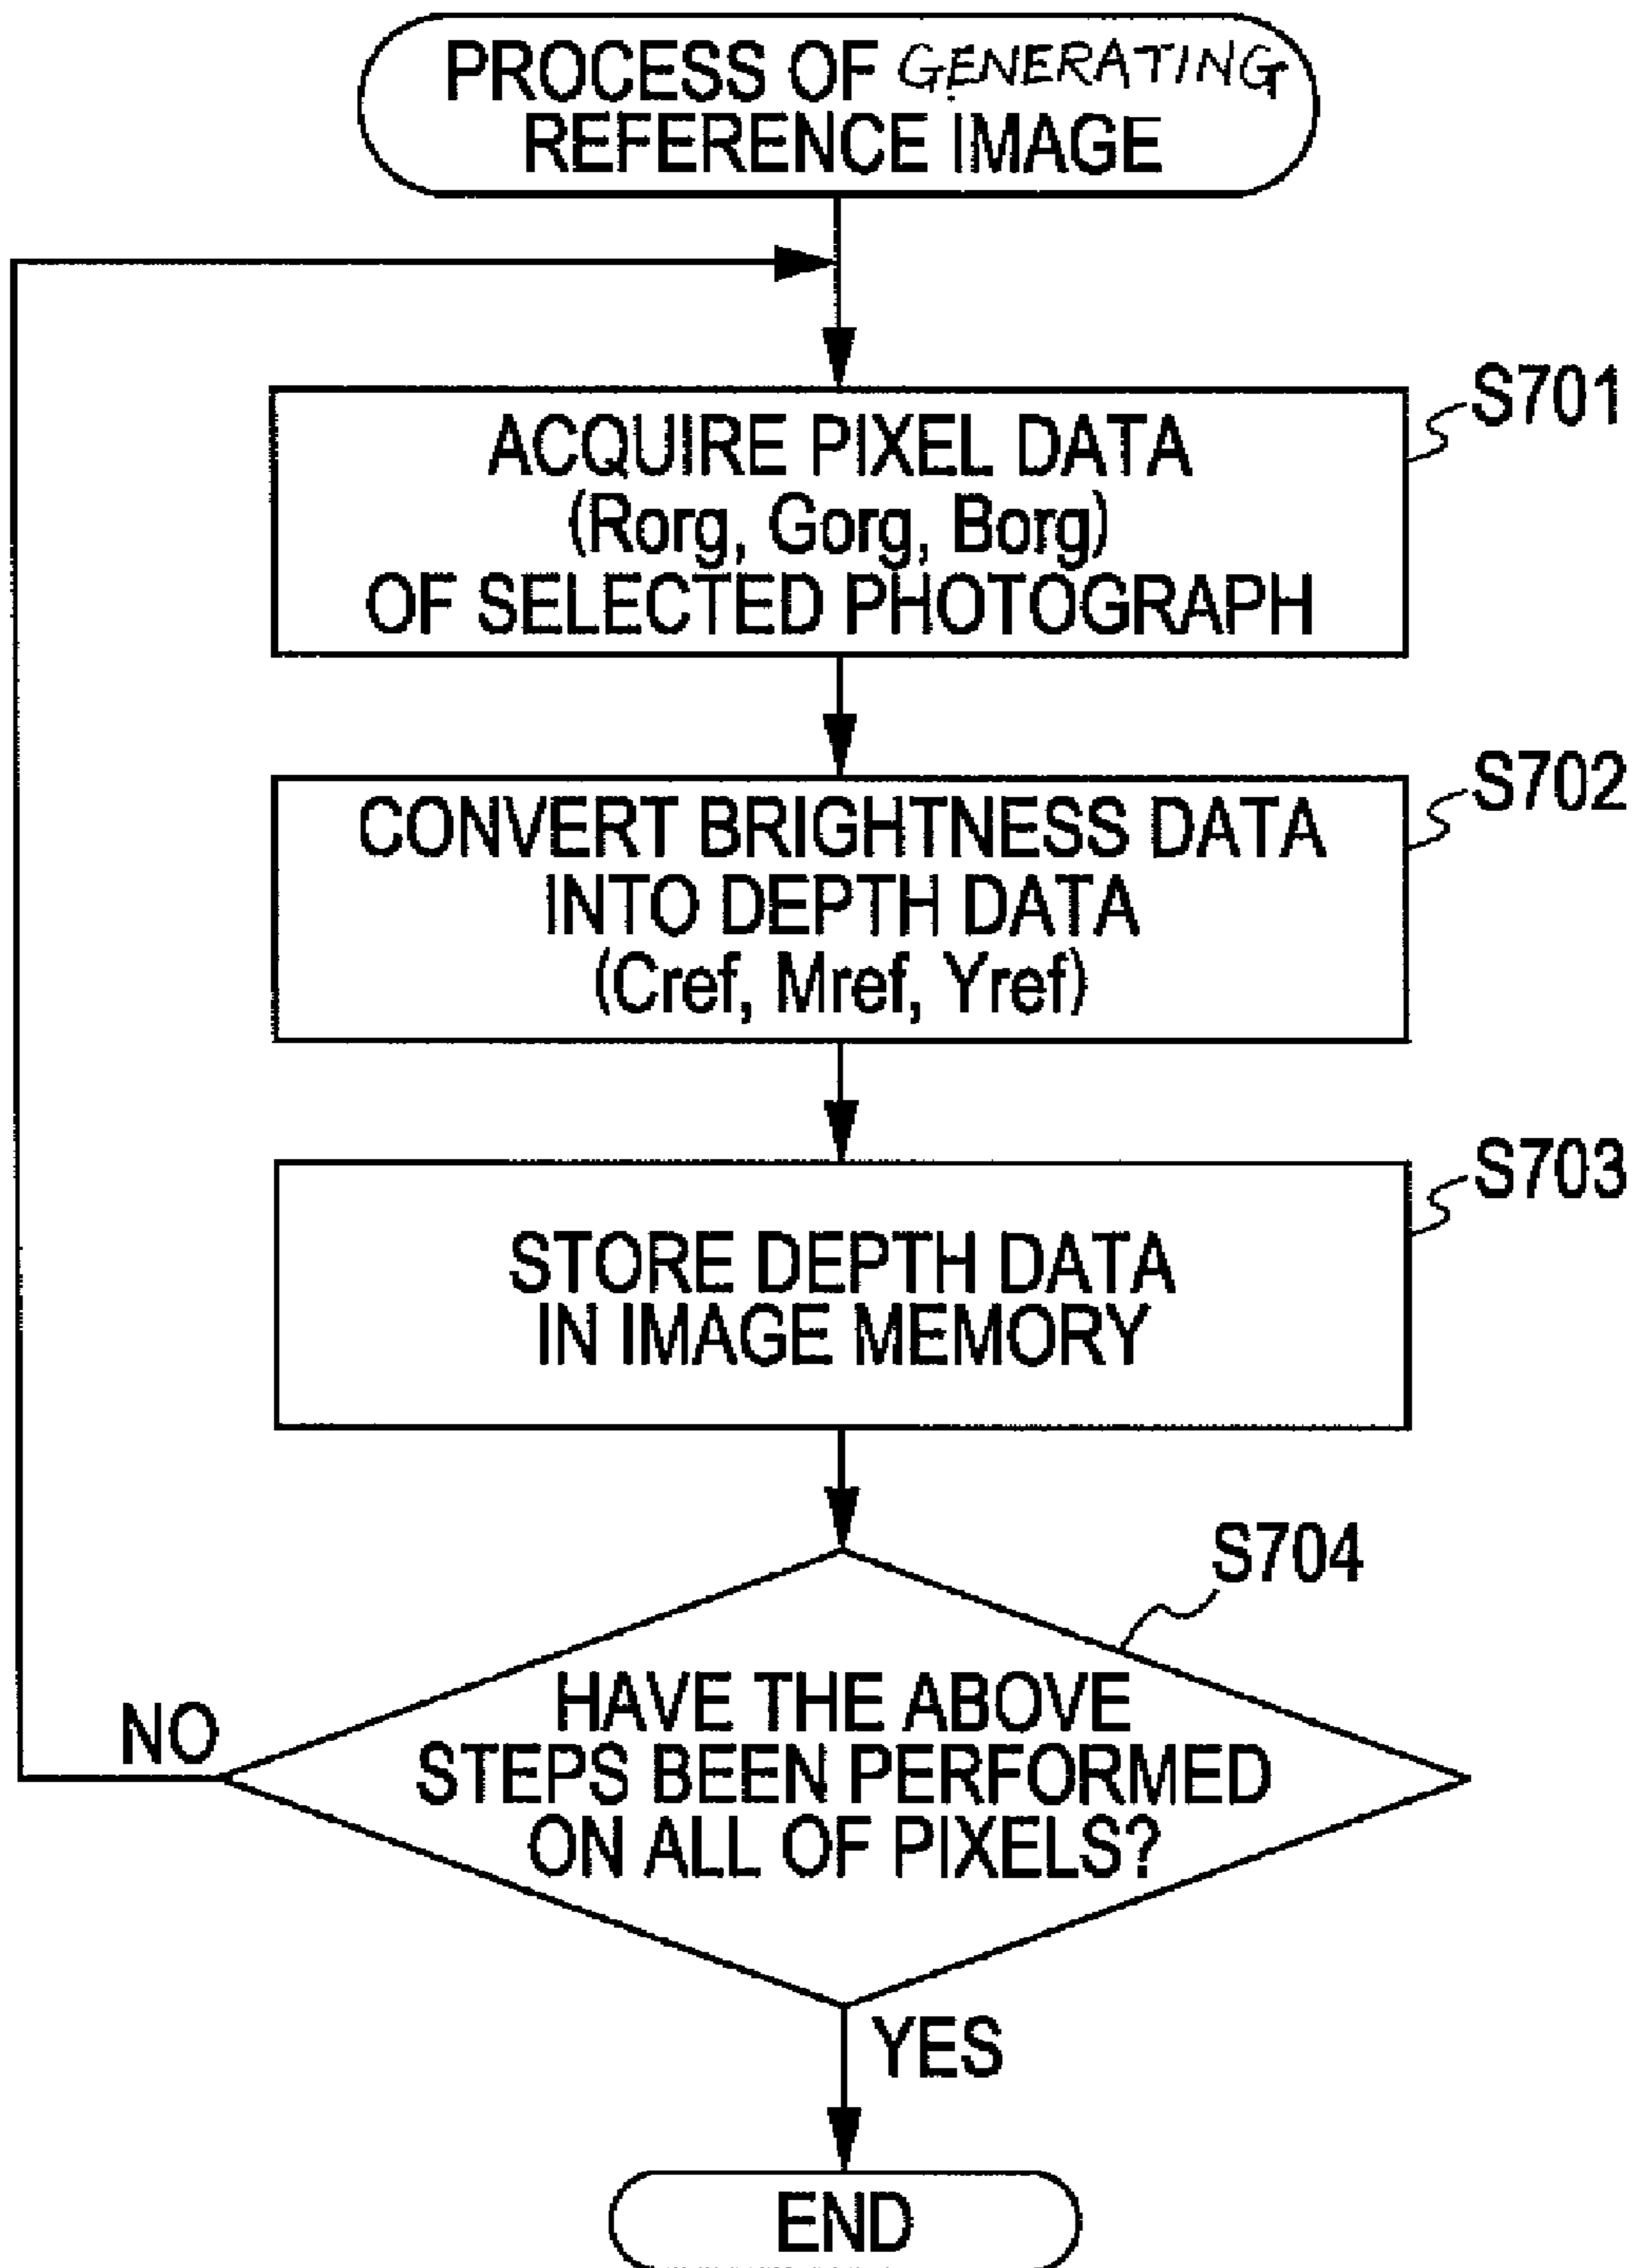 PROCESS OF GENERATING
REFERENCE IMAGE
S701
ACQUIRE PIXEL DATA
(Rorg, Gorg, Borg)
OF SELECTED PHOTOGRAPH
S702
CONVERT BRIGHTNESS DATA
INTO DEPTH DATA
(Cref, Mref, Yref)
S703
STORE DEPTH DATA
IN IMAGE MEMORY
S704
HAVE THE ABOVE
STEPS BEEN PERFORMED
ON ALL OF PIXELS?
NO
YES
END